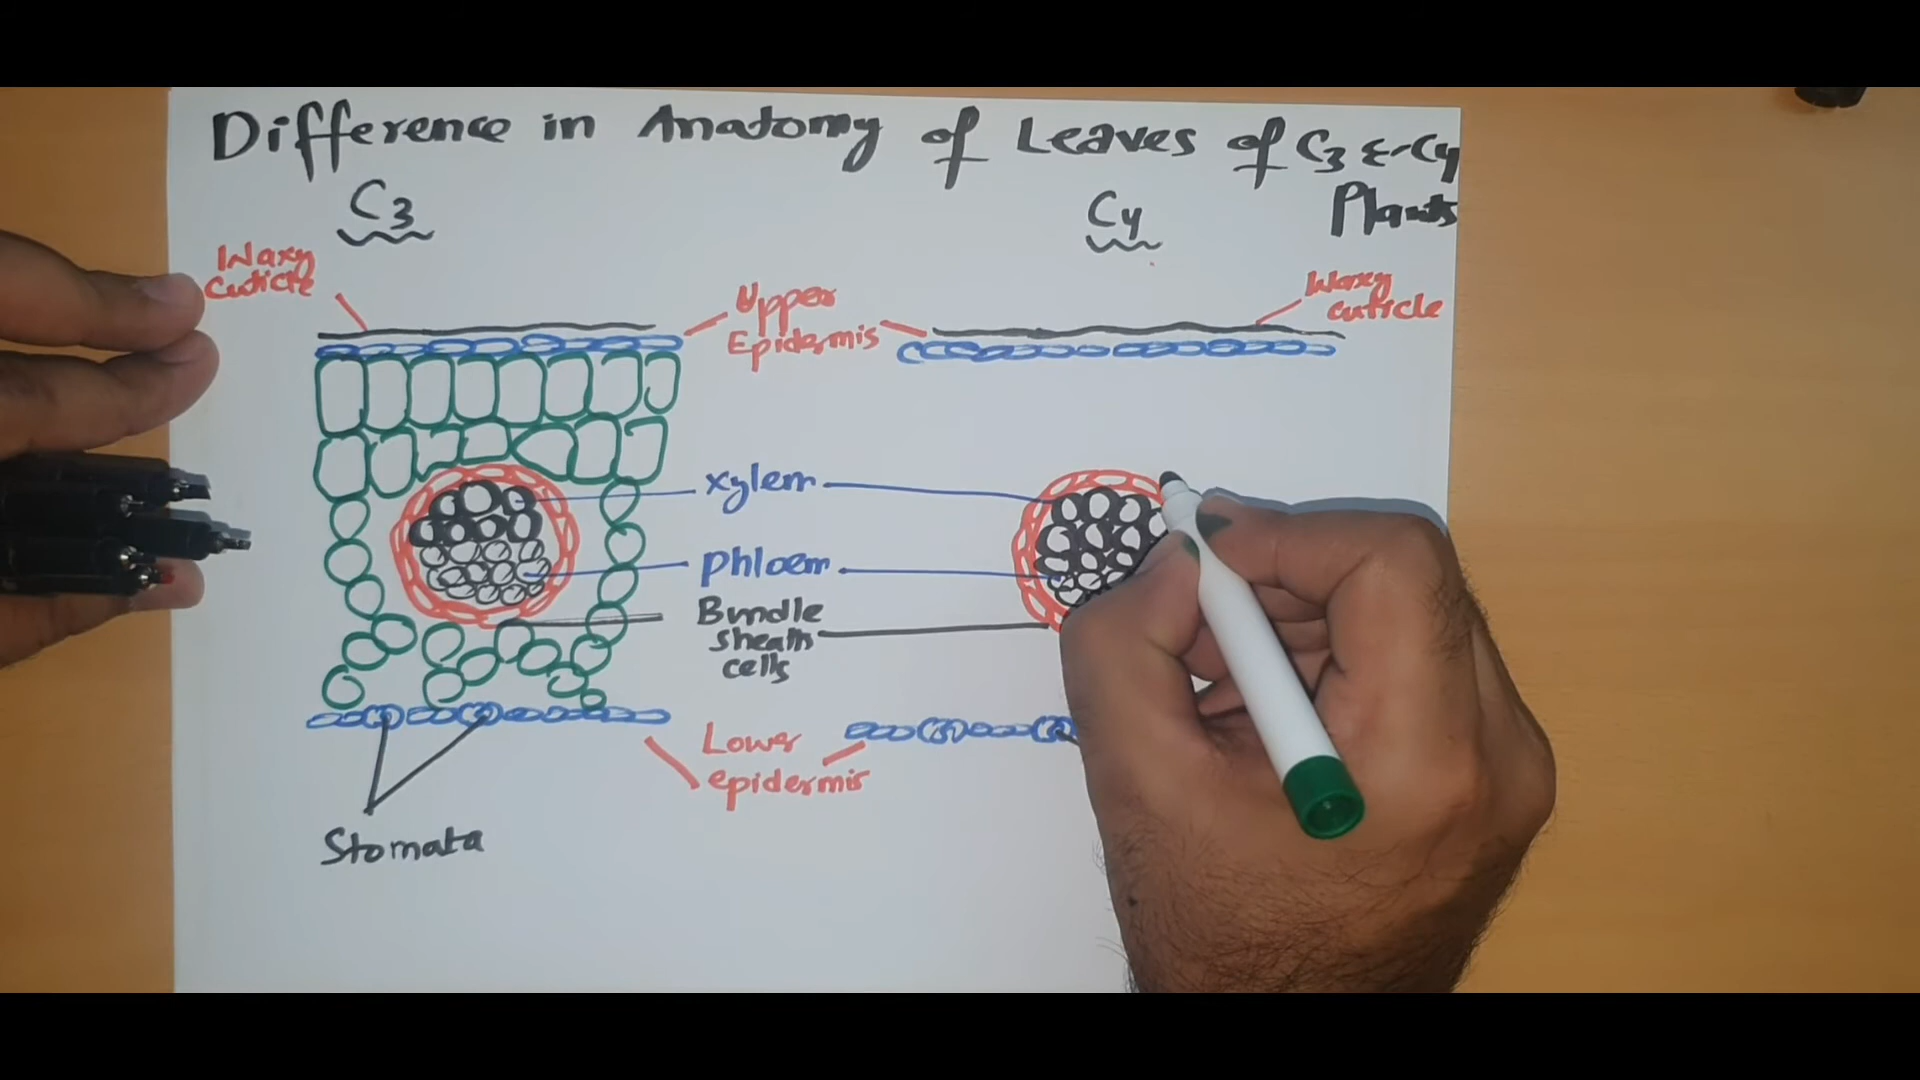 Difference in Anatomy of Leaves of C3 & C4
Plants
C3
C4
Waxy
cuticle
Upper
Epidermis
Waxy
cuticle
xylem
Phloem
Bundle
sheath
cells
Lower
epidermis
Stomata